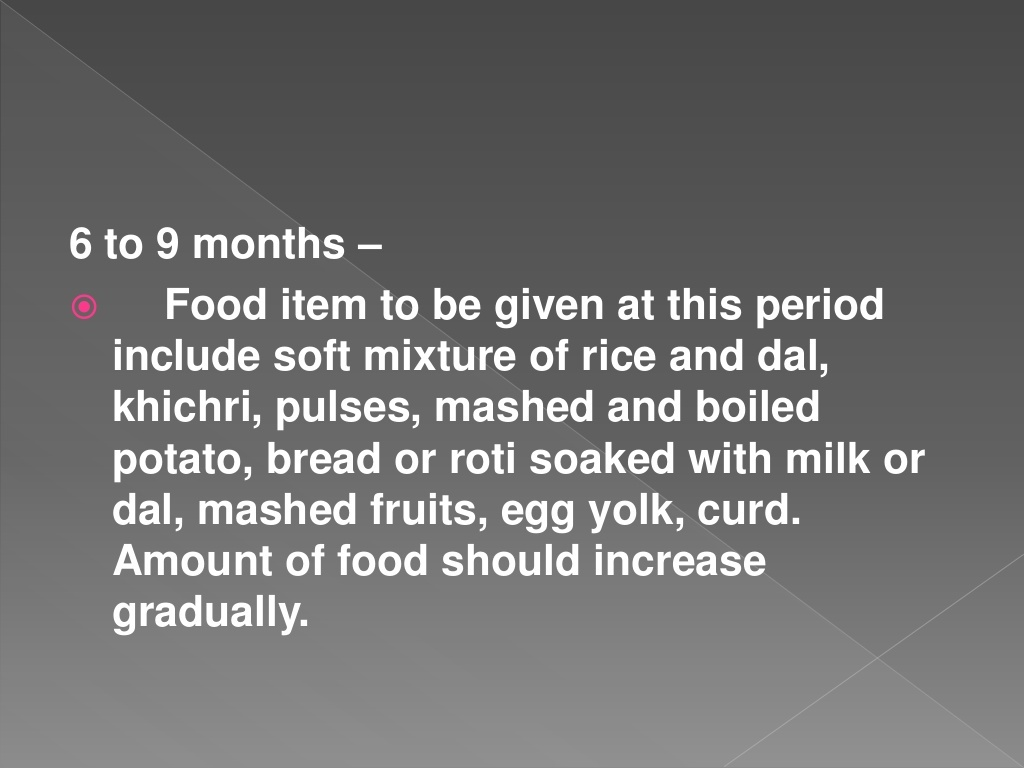 6 to 9 months –
Food item to be given at this period
include soft mixture of rice and dal,
khichri, pulses, mashed and boiled
potato, bread or roti soaked with milk or
dal, mashed fruits, egg yolk, curd.
Amount of food should increase
gradually.